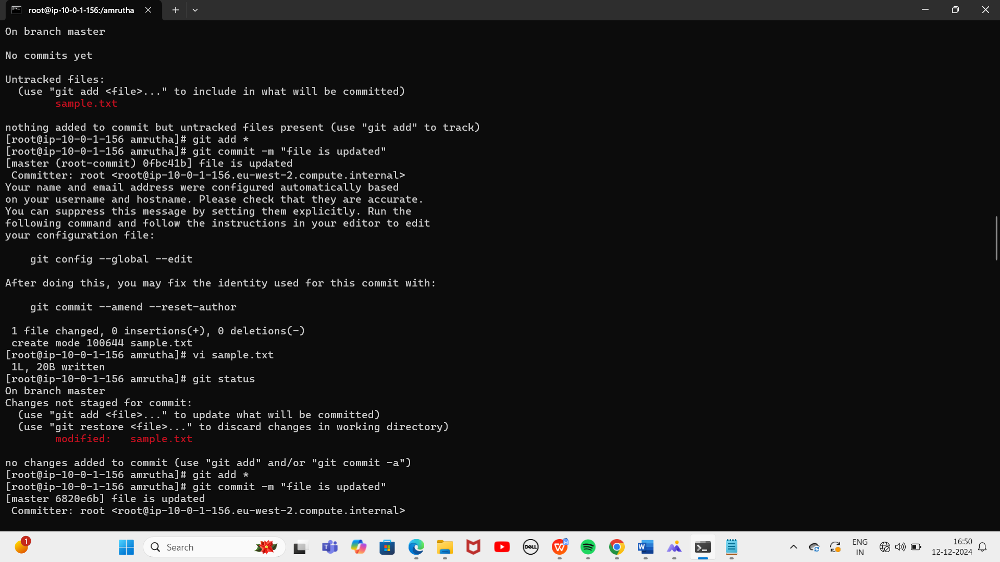 root@ip-10-0-1-156:/amrutha
On branch master
No commits yet
Untracked files:
(use "git add <file>..." to include in what will be committed)
sample.txt
nothing added to commit but untracked files present (use "git add" to track)
[root@ip-10-0-1-156 amrutha]# git add *
[root@ip-10-0-1-156 amrutha]# git commit -m "file is updated"
[master (root-commit) 0fbc41b] file is updated
Committer: root <root@ip-10-0-1-156.eu-west-2.compute.internal>
Your name and email address were configured automatically based
on your username and hostname. Please check that they are accurate.
You can suppress this message by setting them explicitly. Run the
following command and follow the instructions in your editor to edit
your configuration file:
git config --global --edit
After doing this, you may fix the identity used for this commit with:
git commit --amend --reset-author
1 file changed, 0 insertions(+), 0 deletions(-)
create mode 100644 sample.txt
[root@ip-10-0-1-156 amrutha]# vi sample.txt
1L, 20B written
[root@ip-10-0-1-156 amrutha]# git status
On branch master
Changes not staged for commit:
(use "git add <file>..." to update what will be committed)
(use "git restore <file>..." to discard changes in working directory)
modified:   sample.txt
no changes added to commit (use "git add" and/or "git commit -a")
[root@ip-10-0-1-156 amrutha]# git add *
[root@ip-10-0-1-156 amrutha]# git commit -m "file is updated"
[master 6820e6b] file is updated
Committer: root <root@ip-10-0-1-156.eu-west-2.compute.internal>
1
Search
DELL
ENG
IN
16:50
12-12-2024